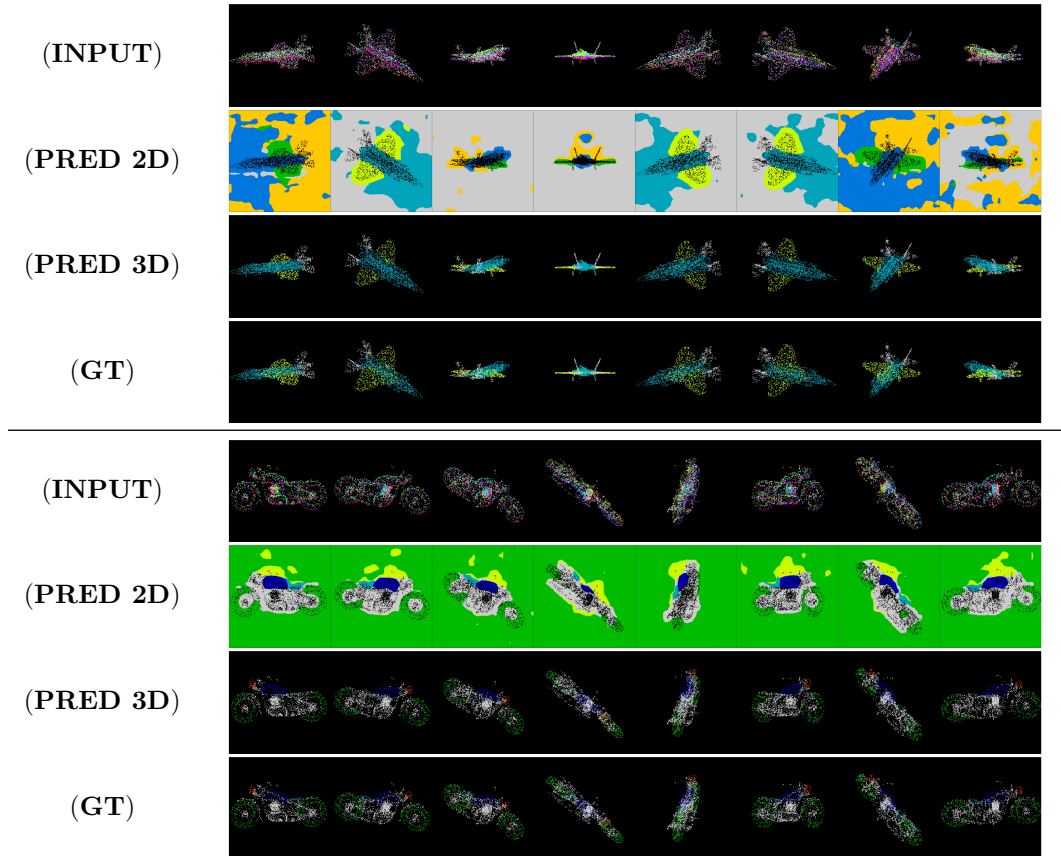 (INPUT)
(PRED 2D)
(PRED 3D)
(GT)
(INPUT)
(PRED 2D)
(PRED 3D)
(GT)